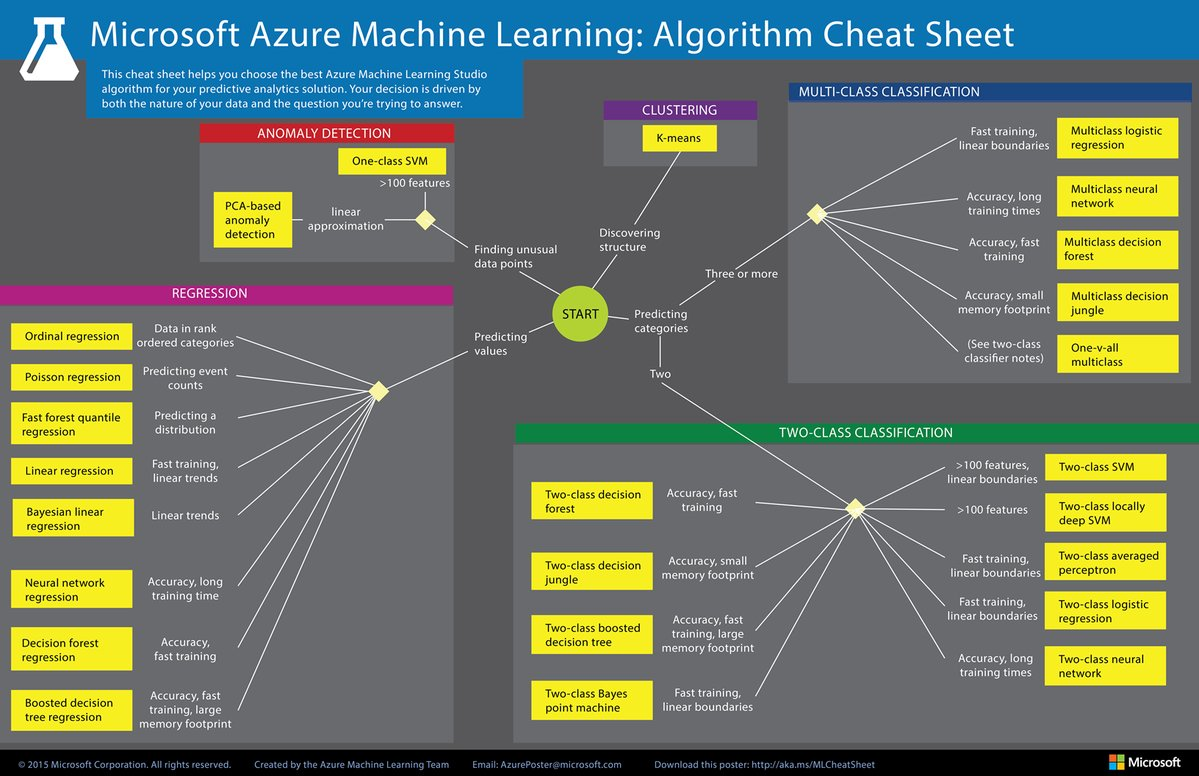 Microsoft Azure Machine Learning: Algorithm Cheat Sheet
This cheat sheet helps you choose the best Azure Machine Learning Studio
algorithm for your predictive analytics solution. Your decision is driven by
both the nature of your data and the question you're trying to answer.
ANOMALY DETECTION
One-class SVM
>100 features
PCA-based
anomaly
detection
linear
approximation
Finding unusual
data points
CLUSTERING
K-means
Discovering
structure
START
Predicting
categories
Three or more
Two
Predicting
values
MULTI-CLASS CLASSIFICATION
Fast training,
linear boundaries
Multiclass logistic
regression
Accuracy, long
training times
Multiclass neural
network
Accuracy, fast
training
Multiclass decision
forest
Accuracy, small
memory footprint
Multiclass decision
jungle
(See two-class
classifier notes)
One-v-all
multiclass
REGRESSION
Ordinal regression
Data in rank
ordered categories
Poisson regression
Predicting event
counts
Fast forest quantile
regression
Predicting a
distribution
Linear regression
Fast training,
linear trends
Bayesian linear
regression
Linear trends
Neural network
regression
Accuracy, long
training time
Decision forest
regression
Accuracy,
fast training
Boosted decision
tree regression
Accuracy, fast
training, large
memory footprint
TWO-CLASS CLASSIFICATION
Two-class decision
forest
Accuracy, fast
training
Two-class decision
jungle
Accuracy, small
memory footprint
Two-class boosted
decision tree
Accuracy, fast
training, large
memory footprint
Two-class Bayes
point machine
Fast training,
linear boundaries
>100 features,
linear boundaries
Two-class SVM
>100 features
Two-class locally
deep SVM
Fast training,
linear boundaries
Two-class averaged
perceptron
Fast training,
linear boundaries
Two-class logistic
regression
Accuracy, long
training times
Two-class neural
network
© 2015 Microsoft Corporation. All rights reserved. Created by the Azure Machine Learning Team Email: AzurePoster@microsoft.com Download this poster: http://aka.ms/MLCheatSheet Microsoft